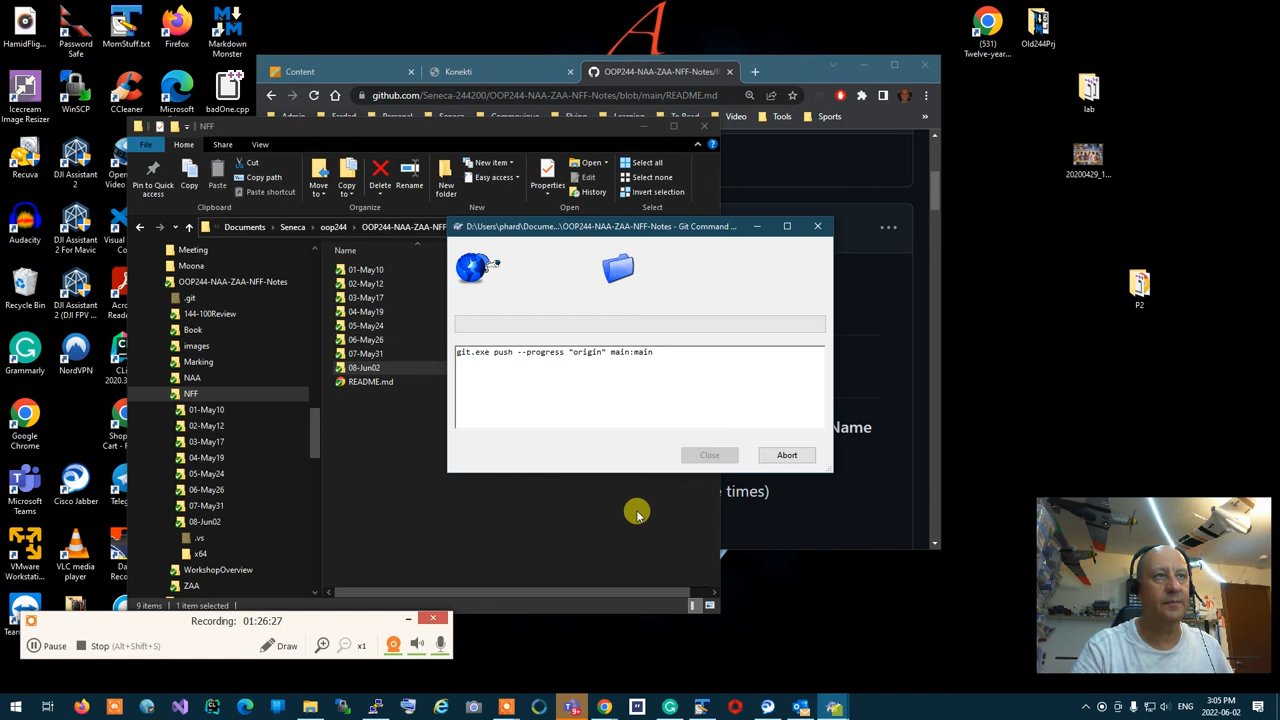 HamidFlig...
Password
Safe
MomStuff.txt
Firefox
Markdown
Monster
(531)
Twelve-year...
Old244Prj
Icecream
Image Resizer
WinSCP
CCleaner
Microsoft
badOne.cpp
lab
Recuva
DJI Assistant
2
20200429_1...
Audacity
DJI Assistant
2 For Mavic
P2
Recycle Bin
DJI Assistant
2 (DJI FPV ...
Grammarly
NordVPN
2020.3...
Google
Chrome
Microsoft
Teams
Cisco Jabber
VMware
Workstati...
VLC media
player
Content
Konekti
OOP244-NAA-ZAA-NFF-Notes/R
github.com/Seneca-244200/OOP244-NAA-ZAA-NFF-Notes/blob/main/README.md
Video
Tools
Sports
NFF
File
Home
Share
View
Pin to Quick
access
Copy
Paste
Cut
Copy path
Paste shortcut
Move
to
Copy
to
Delete
Rename
New
folder
New item
Easy access
Properties
Open
Edit
History
Select all
Select none
Invert selection
Clipboard
Organize
New
Open
Select
Documents
Seneca
oop244
OOP244-NAA-ZAA-NFF
Meeting
Moona
OOP244-NAA-ZAA-NFF-Notes
.git
144-100Review
Book
images
Marking
NAA
NFF
01-May10
02-May12
03-May17
04-May19
05-May24
06-May26
07-May31
08-Jun02
.vs
x64
WorkshopOverview
ZAA
Name
01-May10
02-May12
03-May17
04-May19
05-May24
06-May26
07-May31
08-Jun02
README.md
9 items
1 item selected
D:\Users\phard\Docume...\OOP244-NAA-ZAA-NFF-Notes - Git Command ...
git.exe push --progress "origin" main:main
Close
Abort
Name
e times)
Recording: 01:26:27
Pause
Stop (Alt+Shift+S)
Draw
x1
ENG
3:05 PM
2022-06-02